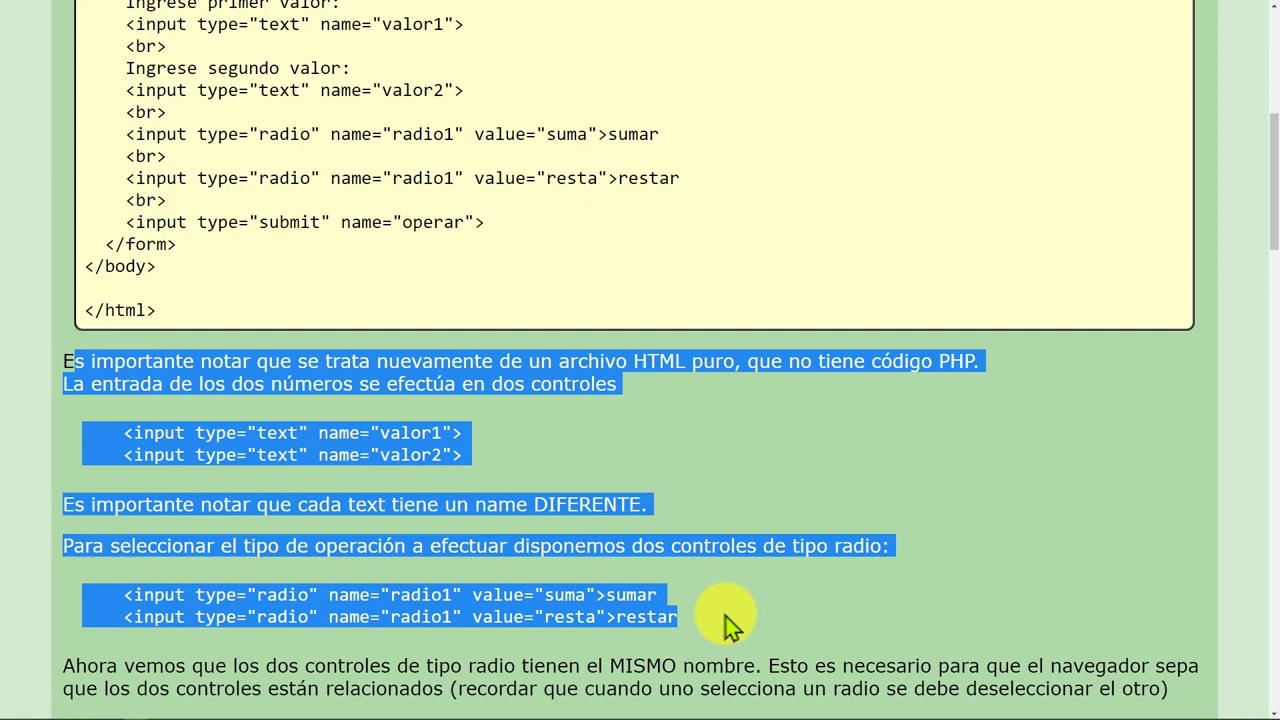 Ingrese primer valor:
<input type="text" name="valor1">
<br>
Ingrese segundo valor:
<input type="text" name="valor2">
<br>
<input type="radio" name="radio1" value="suma">sumar
<br>
<input type="radio" name="radio1" value="resta">restar
<br>
<input type="submit" name="operar">
</form>
</body>
</html>
Es importante notar que se trata nuevamente de un archivo HTML puro, que no tiene código PHP.
La entrada de los dos números se efectúa en dos controles
<input type="text" name="valor1">
<input type="text" name="valor2">
Es importante notar que cada text tiene un name DIFERENTE.
Para seleccionar el tipo de operación a efectuar disponemos dos controles de tipo radio:
<input type="radio" name="radio1" value="suma">sumar
<input type="radio" name="radio1" value="resta">restar
Ahora vemos que los dos controles de tipo radio tienen el MISMO nombre. Esto es necesario para que el navegador sepa
que los dos controles están relacionados (recordar que cuando uno selecciona un radio se debe deseleccionar el otro)